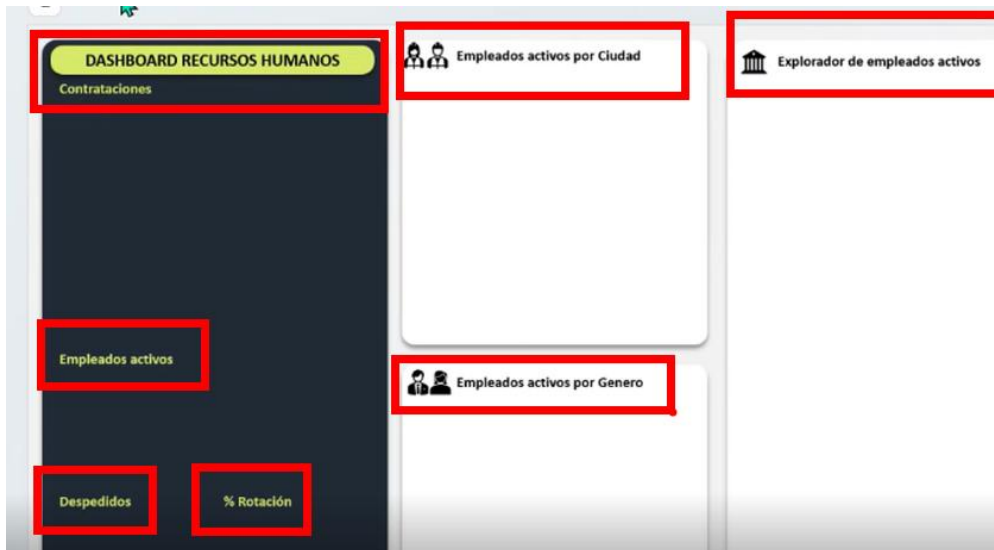 DASHBOARD RECURSOS HUMANOS
Contrataciones
Empleados activos
Despedidos
% Rotación
Empleados activos por Ciudad
Empleados activos por Genero
Explorador de empleados activos